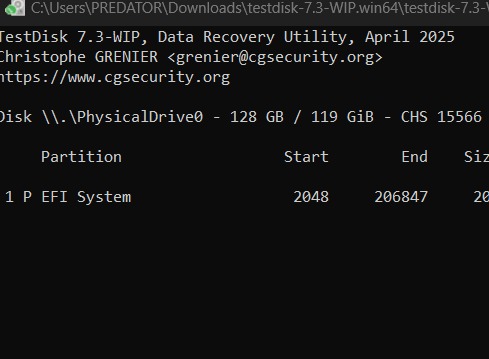 C:\Users\PREDATOR\Downloads\testdisk-7.3-WIP.win64\testdisk-7.3-
TestDisk 7.3-WIP, Data Recovery Utility, April 2025
Christophe GRENIER <grenier@cgsecurity.org>
https://www.cgsecurity.org
Disk \\.\PhysicalDrive0 - 128 GB / 119 GiB - CHS 15566
Partition Start End Siz
1 P EFI System 2048 206847 20